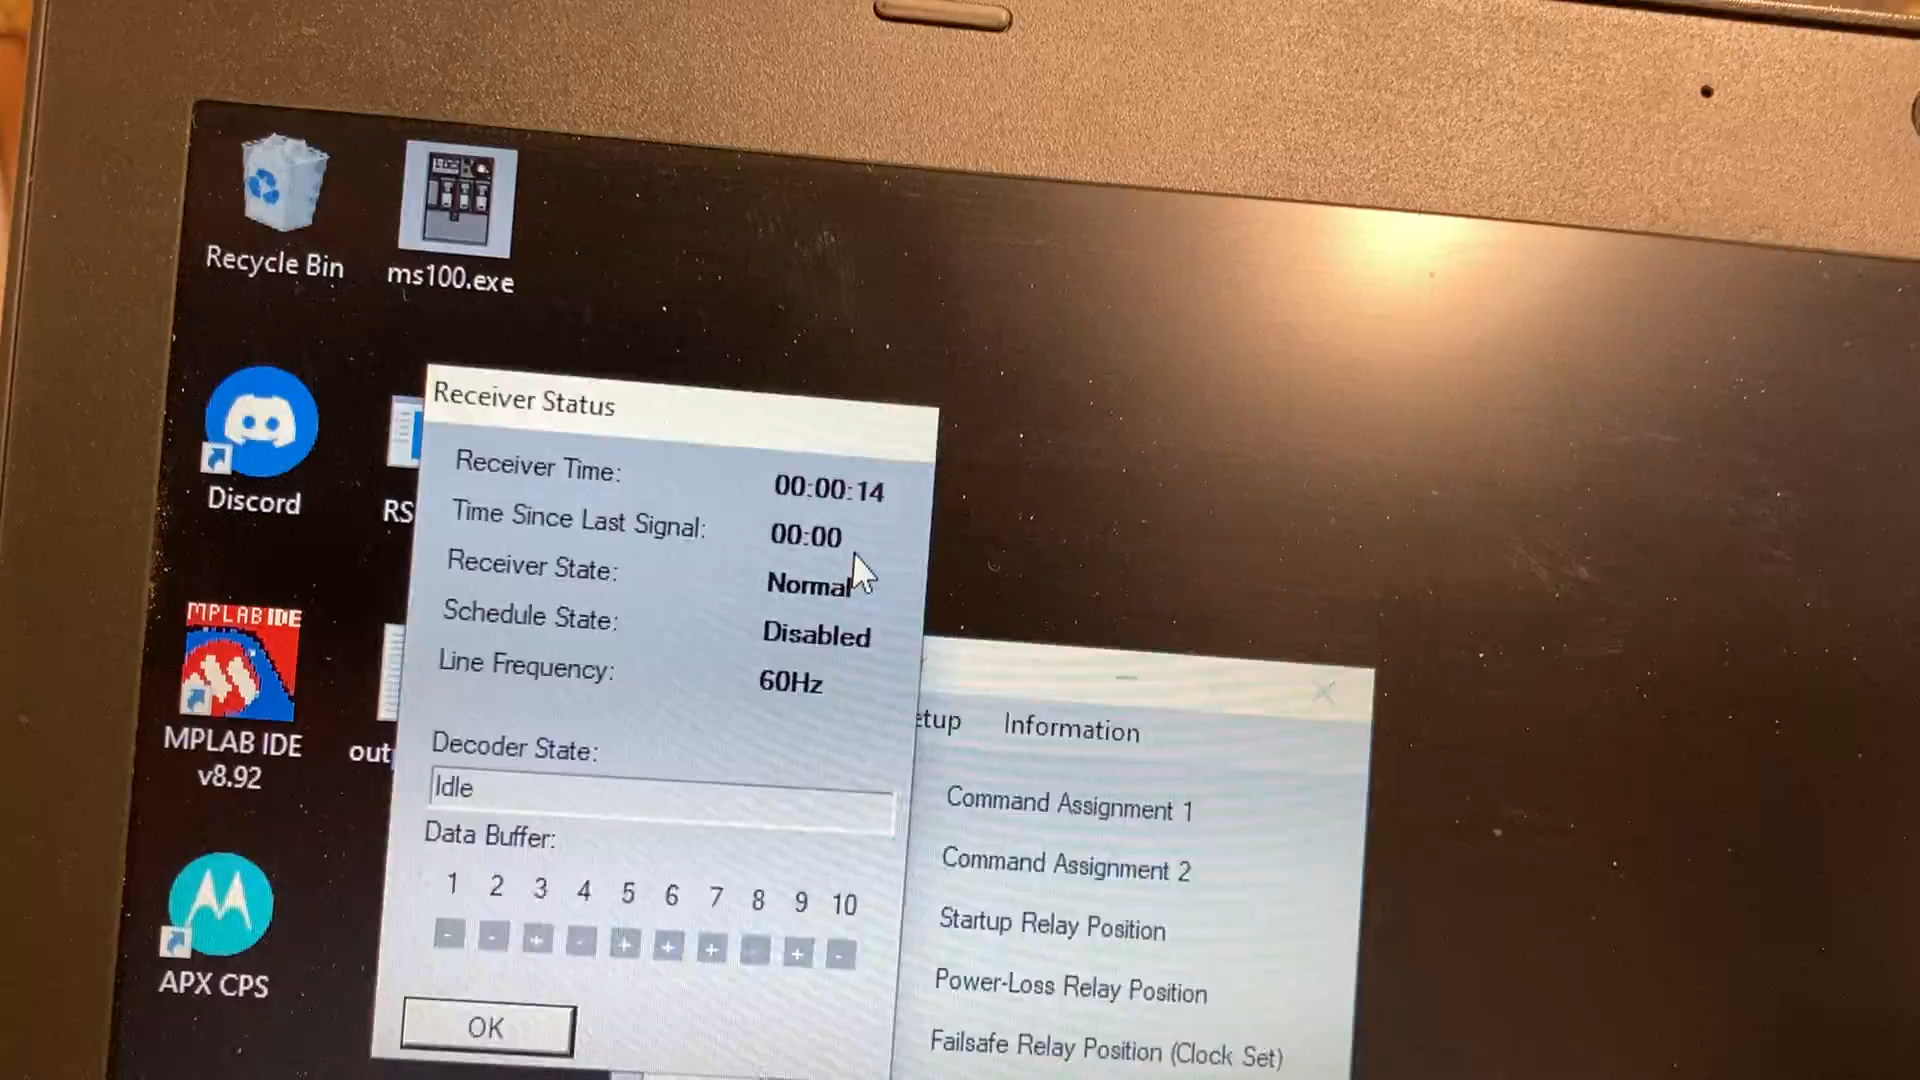 Recycle Bin
ms100.exe
Discord
RS
MPLAB IDE
MPLAB IDE
v8.92
out
APX CPS
Receiver Status
Receiver Time: 00:00:14
Time Since Last Signal: 00:00
Receiver State: Normal
Schedule State: Disabled
Line Frequency: 60Hz
Decoder State:
Idle
Data Buffer:
1 2 3 4 5 6 7 8 9 10
- - + - + + + - + -
OK
etup Information
Command Assignment 1
Command Assignment 2
Startup Relay Position
Power-Loss Relay Position
Failsafe Relay Position (Clock Set)